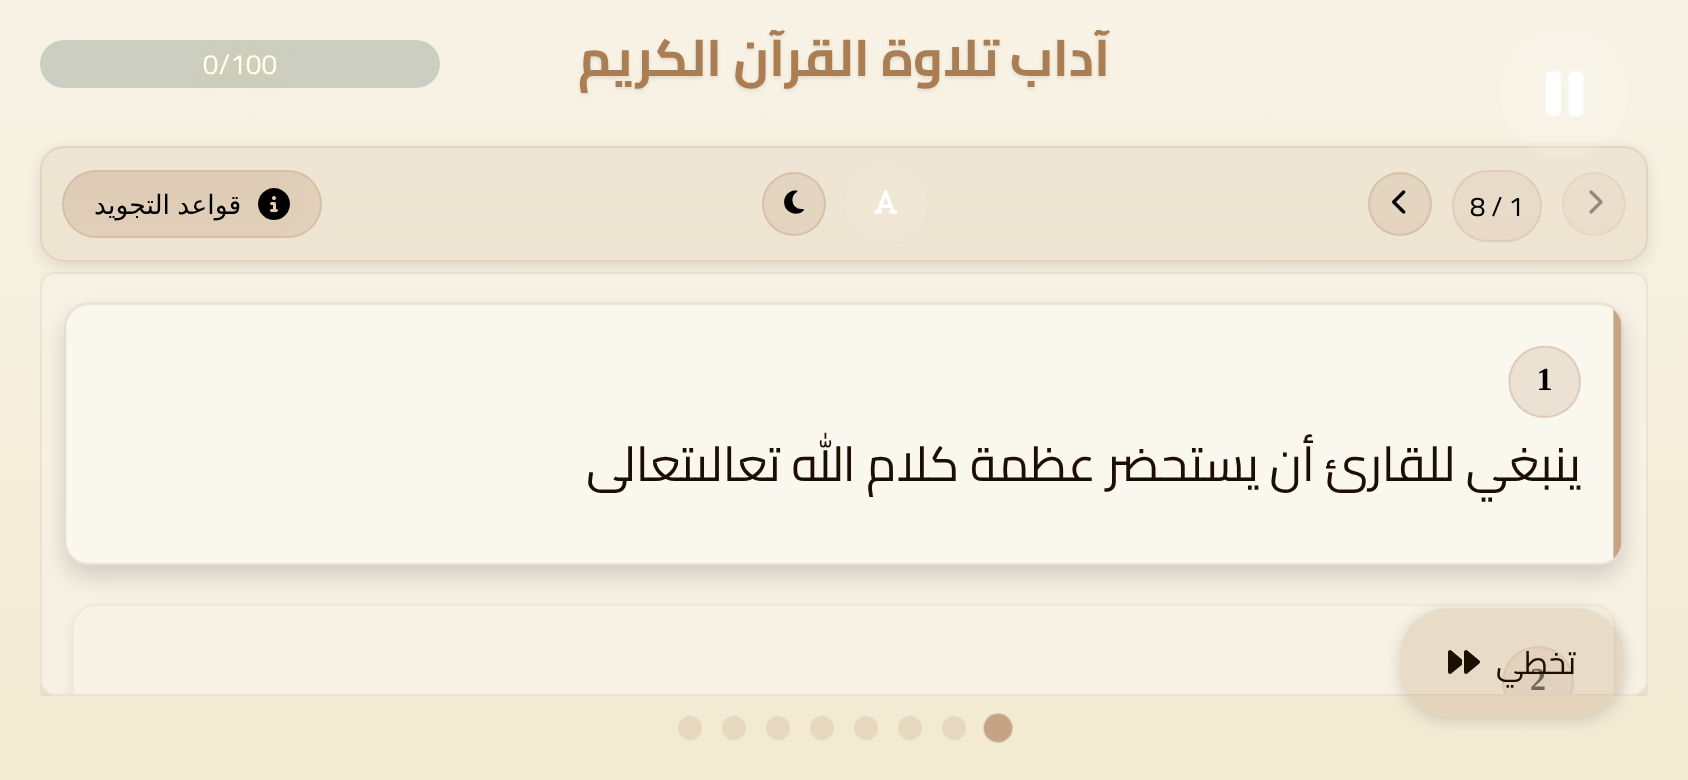 آداب تلاوة القرآن الكريم
0/100
8 / 1
A
قواعد التجويد
1
ينبغي للقارئ أن يستحضر عظمة كلام الله تعالىتعالى
2
تخطي